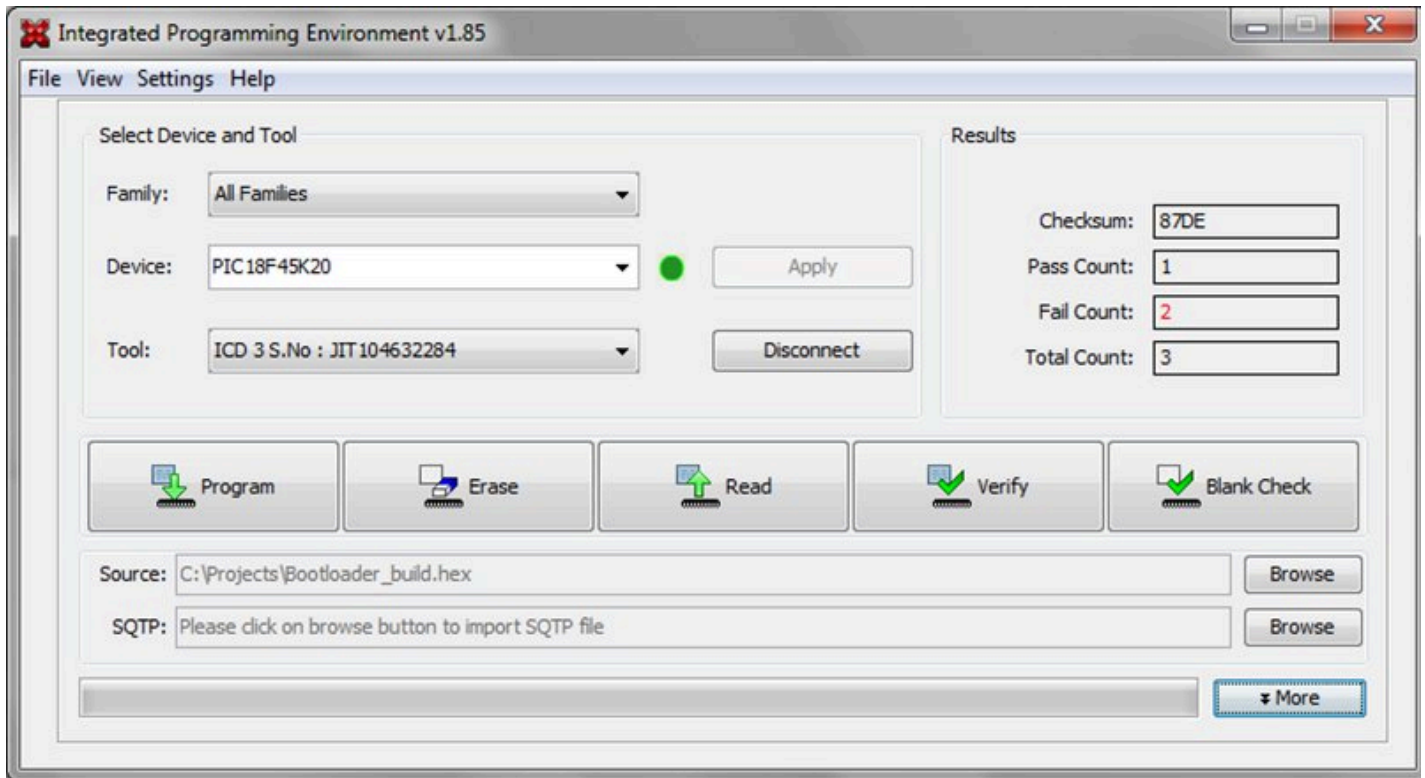 Integrated Programming Environment v1.85
File View Settings Help
Select Device and Tool
Family: All Families
Device: PIC18F45K20 Apply
Tool: ICD 3 S.No : JIT104632284 Disconnect
Results
Checksum: 87DE
Pass Count: 1
Fail Count: 2
Total Count: 3
Program Erase Read Verify Blank Check
Source: C:\Projects\Bootloader_build.hex Browse
SQTP: Please click on browse button to import SQTP file Browse
More